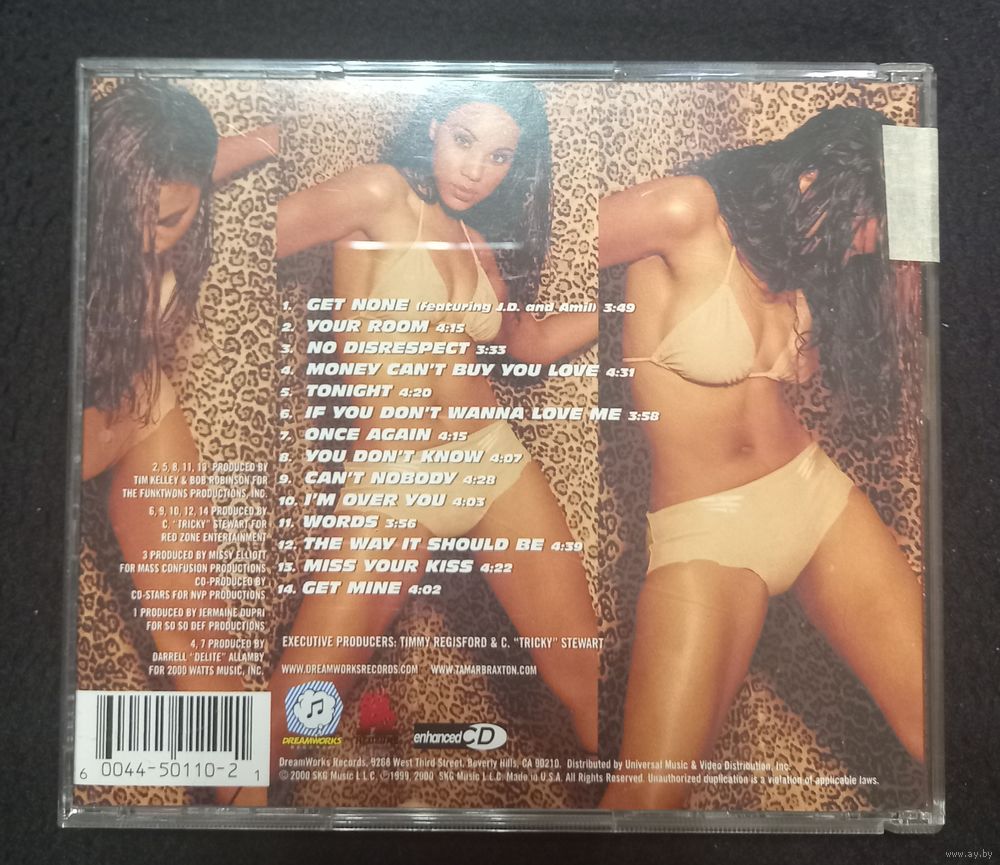 1. GET NONE (featuring J.D. and Amil) 3:49
2. YOUR ROOM 4:15
3. NO DISRESPECT 3:33
4. MONEY CAN'T BUY YOU LOVE 4:31
5. TONIGHT 4:20
6. IF YOU DON'T WANNA LOVE ME 3:58
7. ONCE AGAIN 4:15
8. YOU DON'T KNOW 4:07
9. CAN'T NOBODY 4:28
10. I'M OVER YOU 4:03
11. WORDS 3:56
12. THE WAY IT SHOULD BE 4:39
13. MISS YOUR KISS 4:22
14. GET MINE 4:02
2, 5, 8, 11, 13 PRODUCED BY
TIM KELLEY & BOB ROBINSON FOR
THE FUNKTWONS PRODUCTIONS, INC.
6, 9, 10, 12, 14 PRODUCED BY
C. "TRICKY" STEWART FOR
RED ZONE ENTERTAINMENT
3 PRODUCED BY MISSY ELLIOTT
FOR MASS CONFUSION PRODUCTIONS
CO-PRODUCED BY
CD-STARS FOR NVP PRODUCTIONS
1 PRODUCED BY JERMAINE DUPRI
FOR SO SO DEF PRODUCTIONS
4, 7 PRODUCED BY
DARRELL "DELITE" ALLAMBY
FOR 2000 WATTS MUSIC, INC.
EXECUTIVE PRODUCERS: TIMMY REGISFORD & C. "TRICKY" STEWART
WWW.DREAMWORKSRECORDS.COM WWW.TAMARBRAXTON.COM
DREAMWORKS
RECORDS
enhanced CD
6 0044-50110-2 1
DreamWorks Records, 9268 West Third Street, Beverly Hills, CA 90210. Distributed by Universal Music & Video Distribution, Inc.
© 2000 SKG Music L.L.C. ℗ 1999, 2000 SKG Music L.L.C. Made in U.S.A. All Rights Reserved. Unauthorized duplication is a violation of applicable laws.
www.ay.by